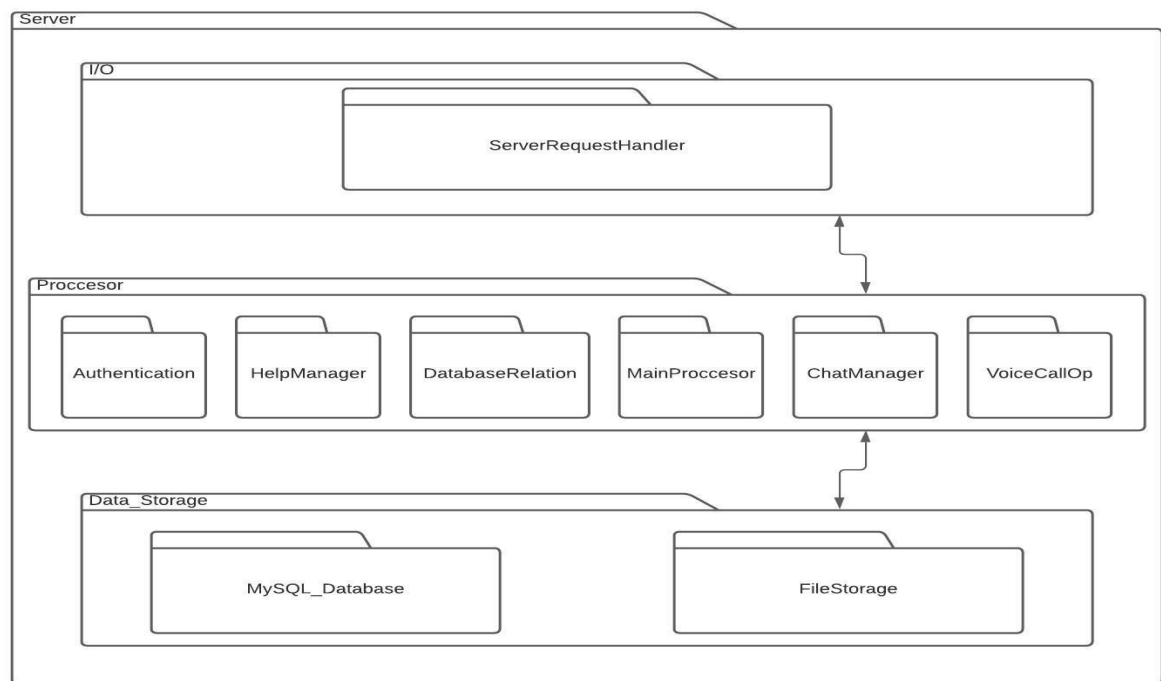 Server
I/O
ServerRequestHandler
Proccesor
Authentication
HelpManager
DatabaseRelation
MainProccesor
ChatManager
VoiceCallOp
Data_Storage
MySQL_Database
FileStorage